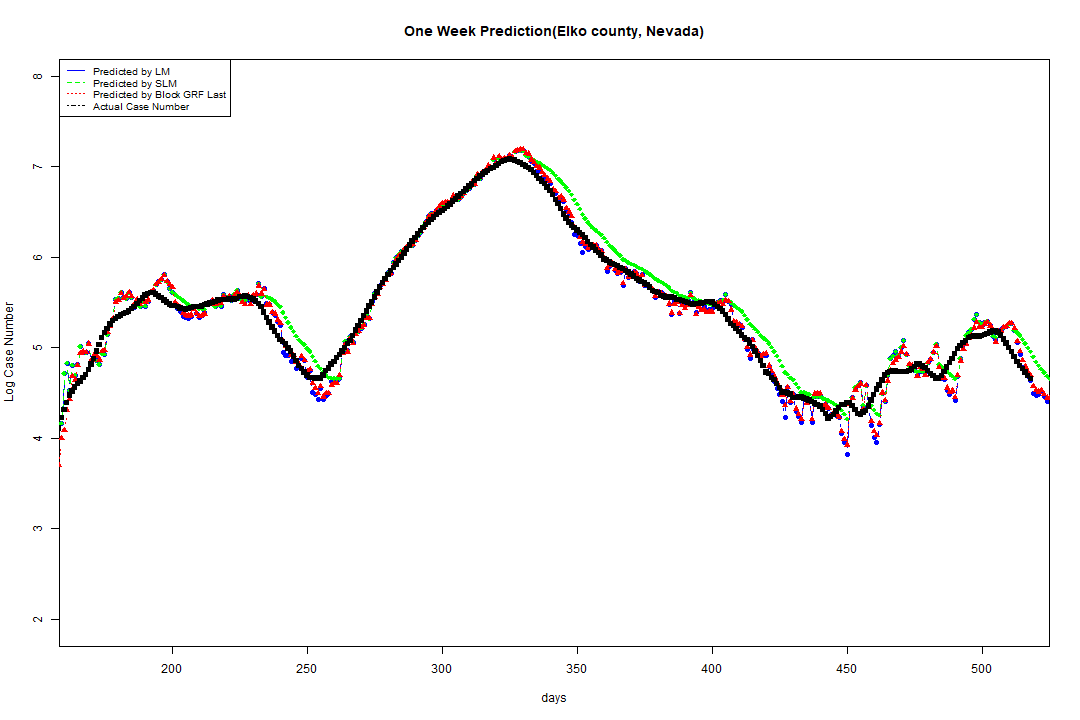 One Week Prediction(Elko county, Nevada)
Predicted by LM
Predicted by SLM
Predicted by Block GRF Last
Actual Case Number
8
7
6
5
4
3
2
Log Case Number
200 250 300 350 400 450 500
days